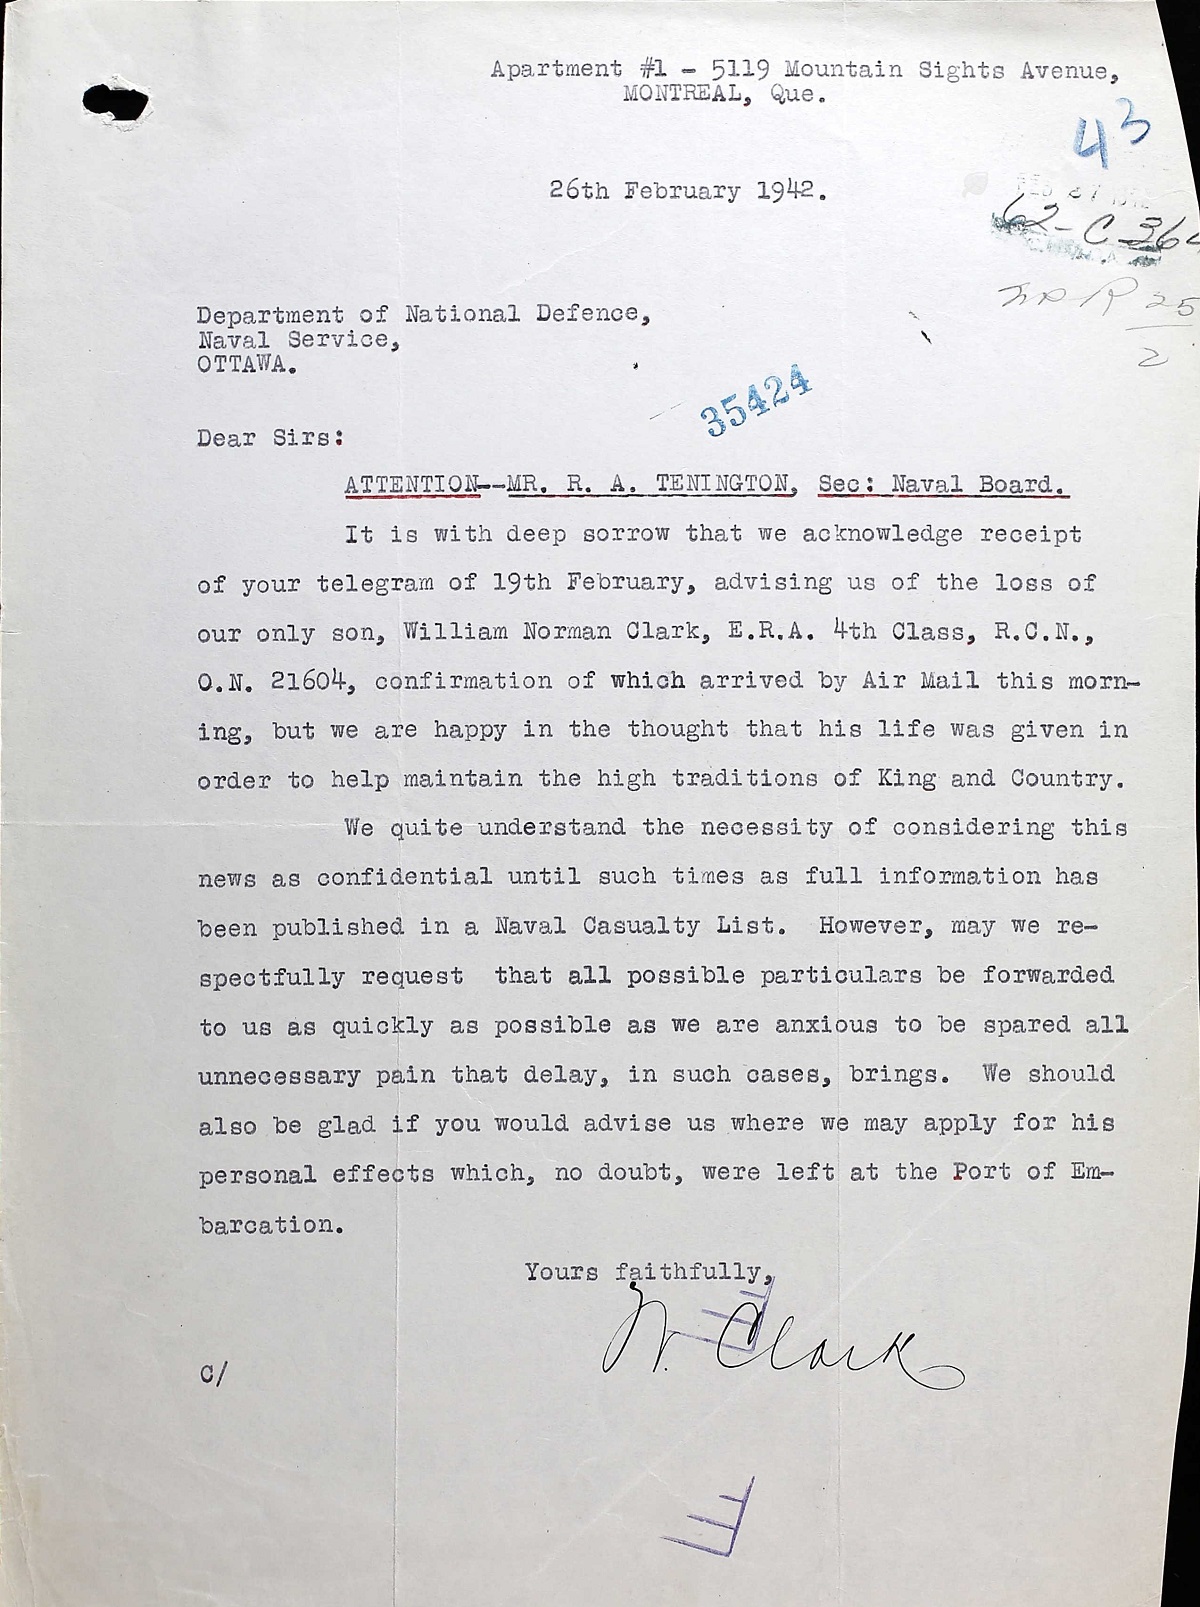 Apartment #1 - 5119 Mountain Sights Avenue,
MONTREAL, Que.
43
26th February 1942.
FEB 27 1942
62-C-364
25
2
Department of National Defence,
Naval Service,
OTTAWA.
35424
Dear Sirs:
ATTENTION--MR. R. A. TENINGTON, Sec: Naval Board.
It is with deep sorrow that we acknowledge receipt
of your telegram of 19th February, advising us of the loss of
our only son, William Norman Clark, E.R.A. 4th Class, R.C.N.,
O.N. 21604, confirmation of which arrived by Air Mail this morn-
ing, but we are happy in the thought that his life was given in
order to help maintain the high traditions of King and Country.
We quite understand the necessity of considering this
news as confidential until such times as full information has
been published in a Naval Casualty List.  However, may we re-
spectfully request  that all possible particulars be forwarded
to us as quickly as possible as we are anxious to be spared all
unnecessary pain that delay, in such cases, brings.  We should
also be glad if you would advise us where we may apply for his
personal effects which, no doubt, were left at the Port of Em-
barcation.
Yours faithfully,
W. Clark
C/